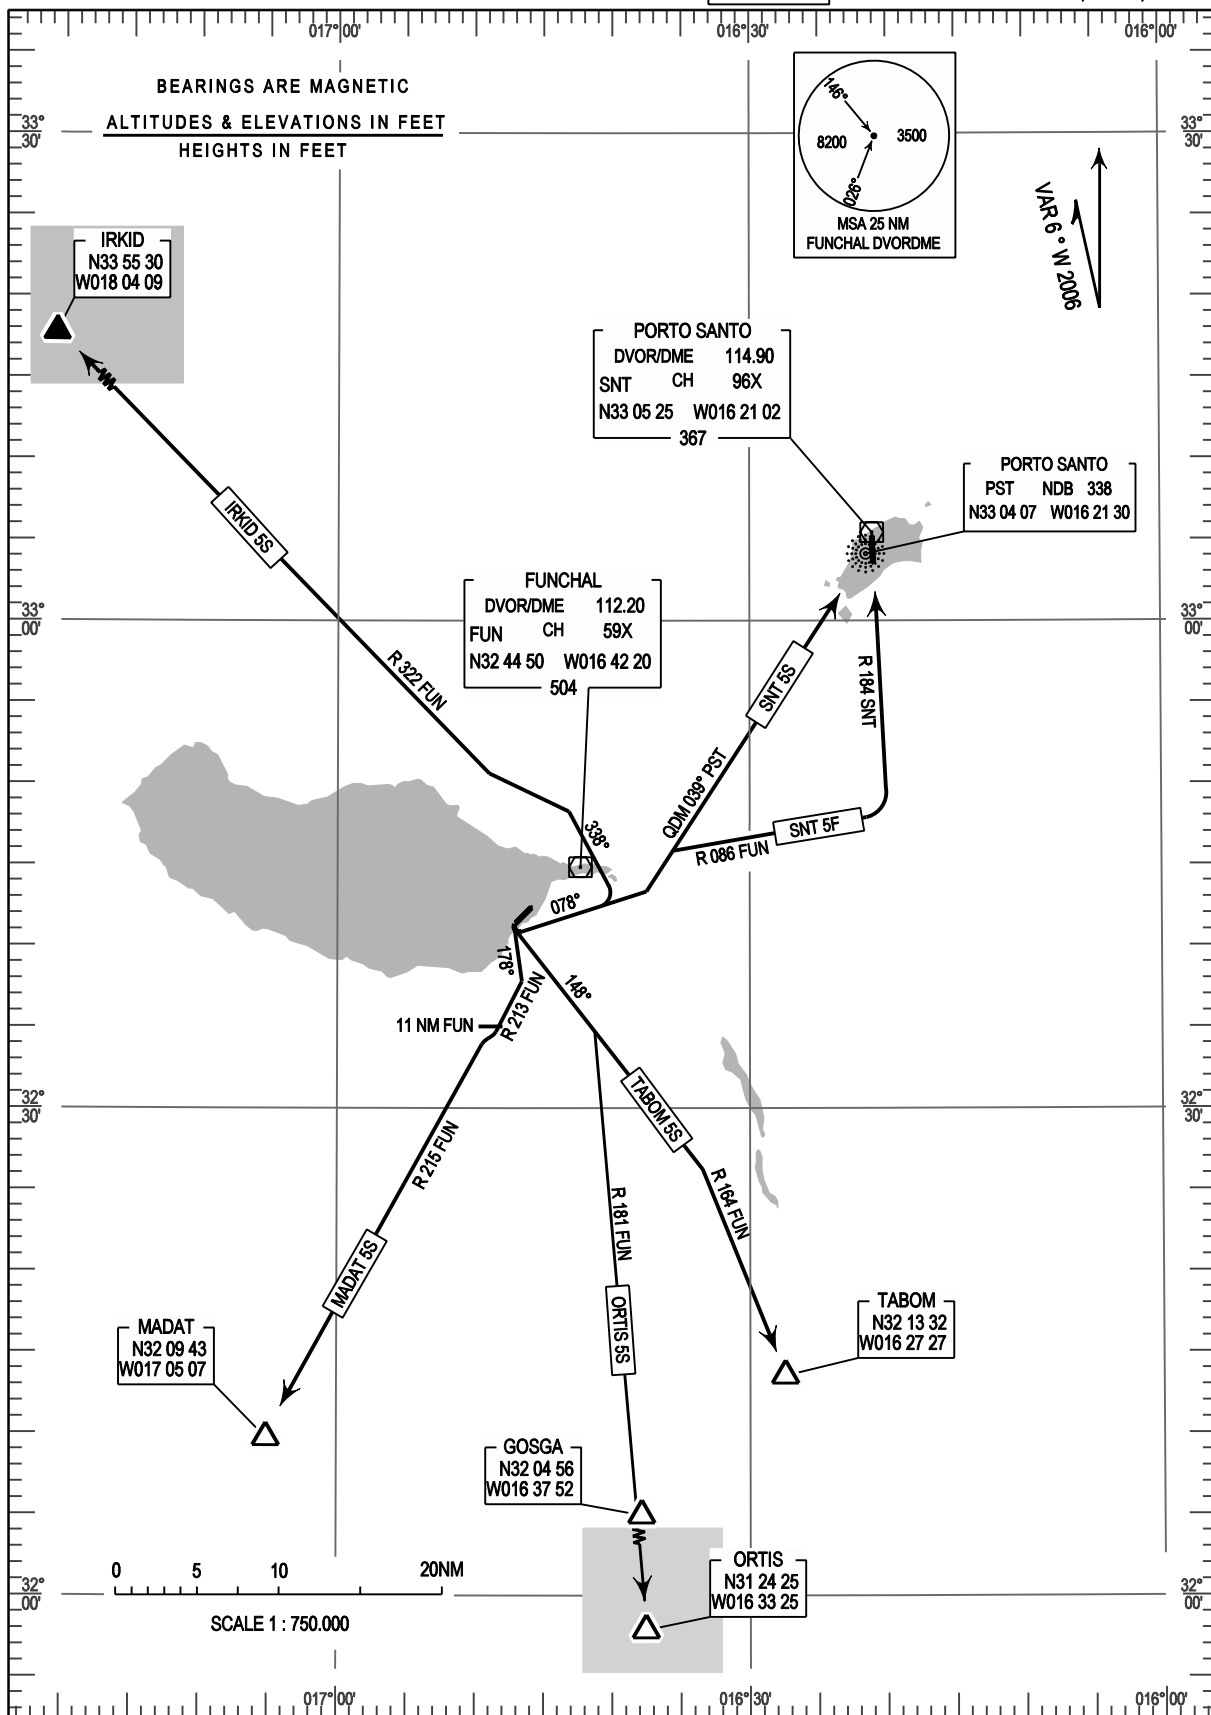 017°00'
016°30'
016°00'
BEARINGS ARE MAGNETIC
ALTITUDES & ELEVATIONS IN FEET
HEIGHTS IN FEET
33°
30'
33°
30'
146°
8200
3500
026°
MSA 25 NM
FUNCHAL DVORDME
VAR 6° W 2006
IRKID
N33 55 30
W018 04 09
PORTO SANTO
DVOR/DME 114.90
SNT CH 96X
N33 05 25 W016 21 02
367
PORTO SANTO
PST NDB 338
N33 04 07 W016 21 30
IRKID 5S
FUNCHAL
DVOR/DME 112.20
FUN CH 59X
N32 44 50 W016 42 20
504
33°
00'
33°
00'
R 322 FUN
SNT 5S
R 184 SNT
QDM 039° PST
338°
SNT 5F
R 086 FUN
078°
178°
148°
R 213 FUN
11 NM FUN
32°
30'
32°
30'
TABOM 5S
R 215 FUN
R 181 FUN
R 164 FUN
MADAT 5S
ORTIS 5S
TABOM
N32 13 32
W016 27 27
MADAT
N32 09 43
W017 05 07
GOSGA
N32 04 56
W016 37 52
ORTIS
N31 24 25
W016 33 25
0 5 10 20NM
SCALE 1 : 750.000
32°
00'
32°
00'
017°00'
016°30'
016°00'